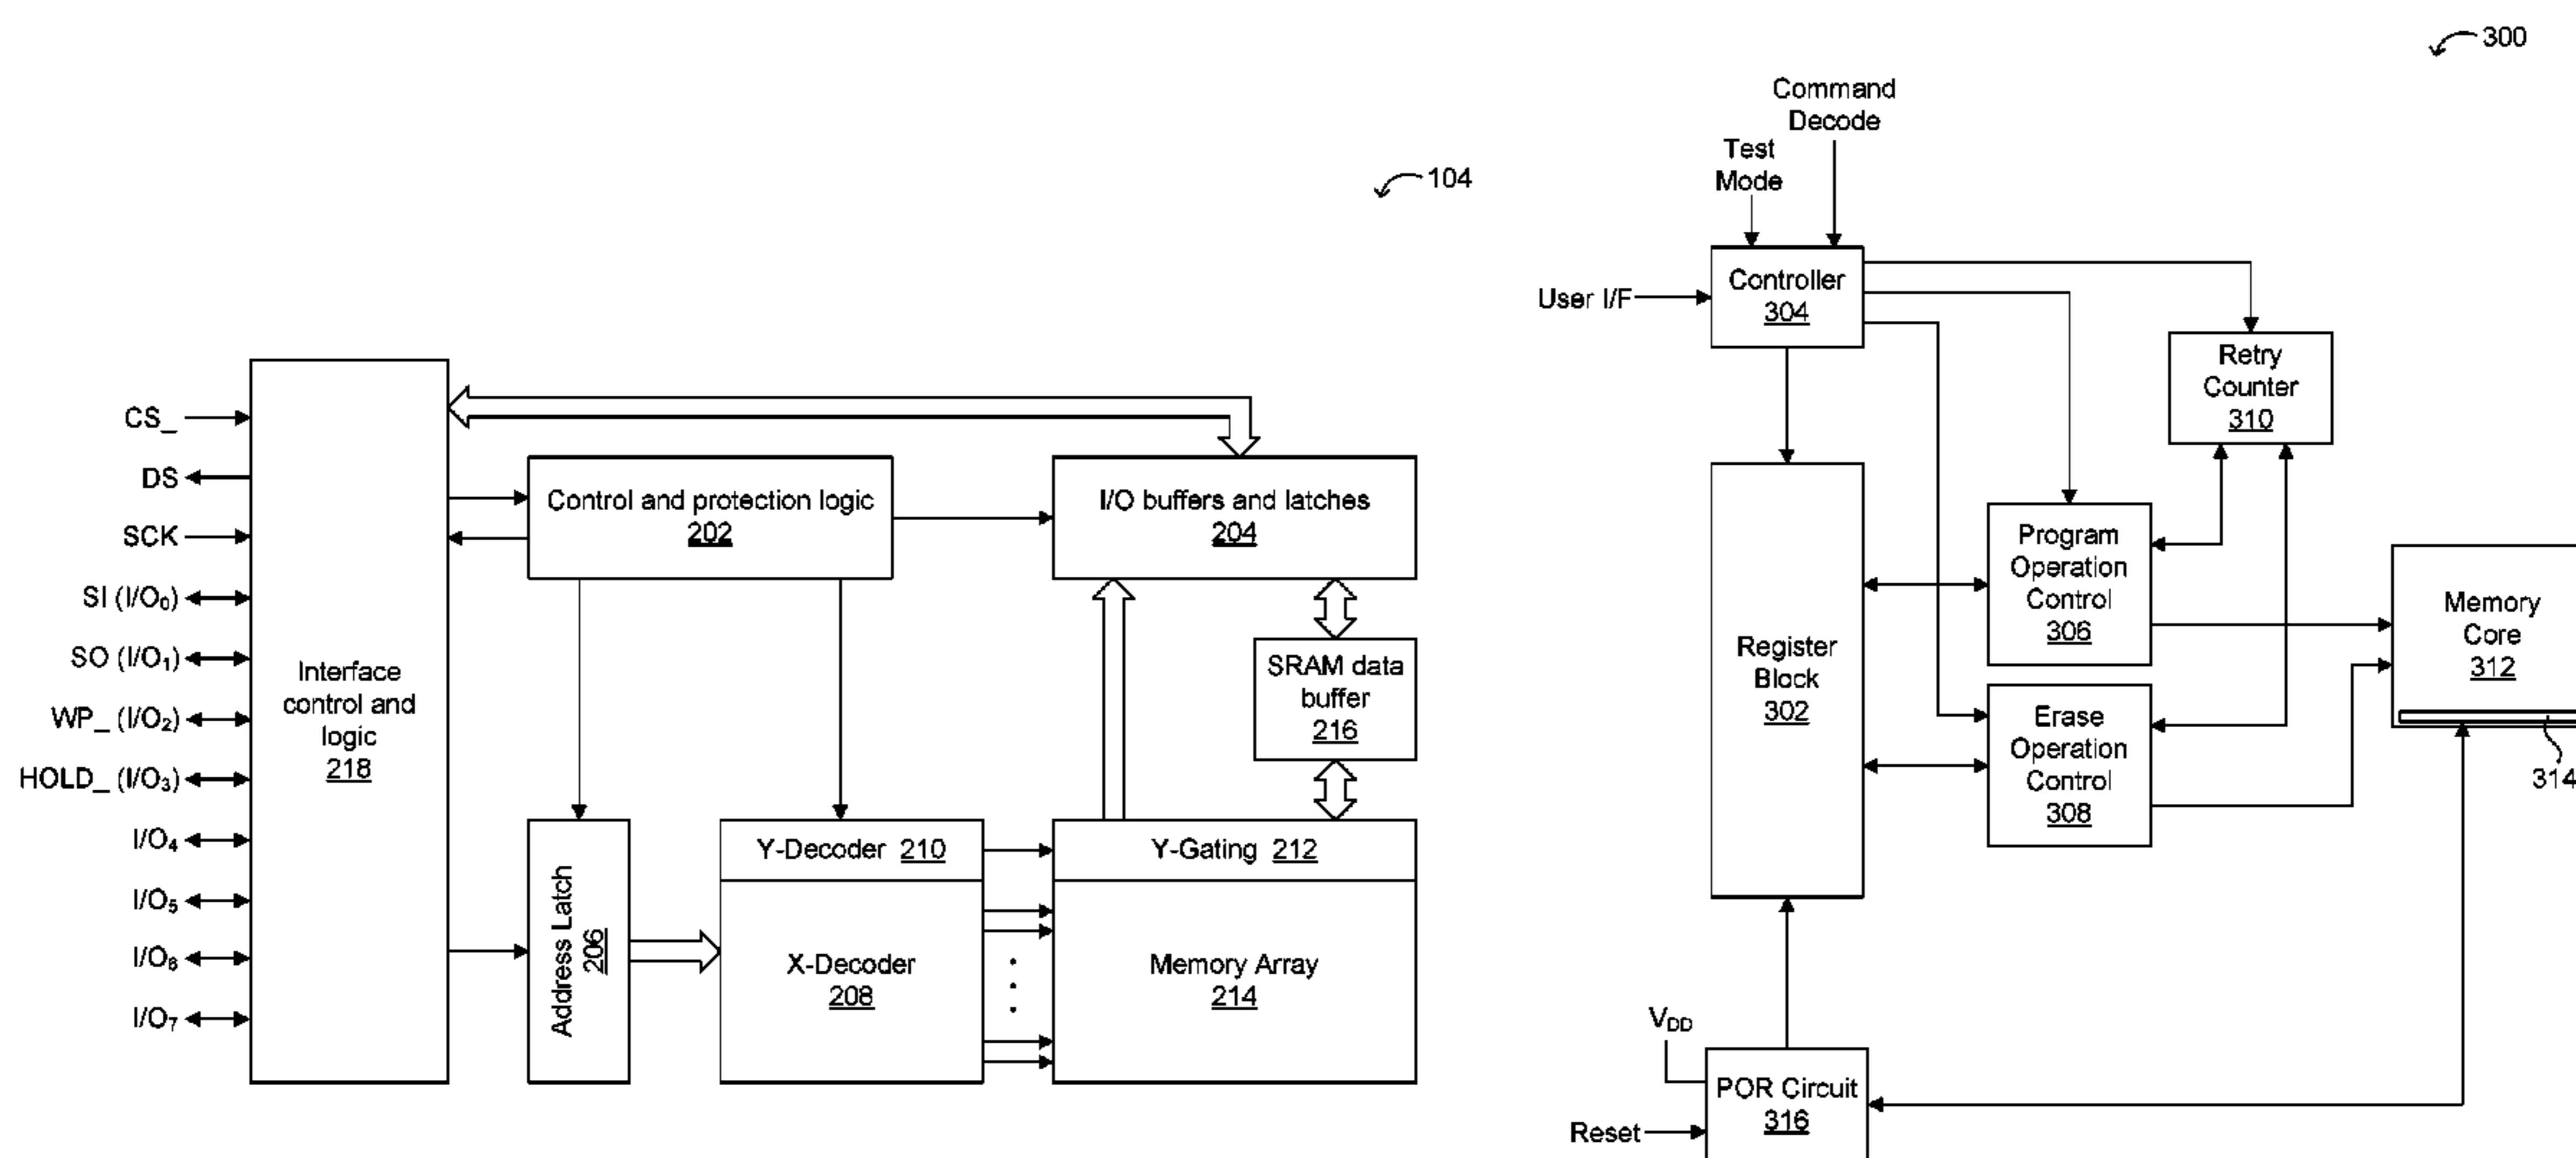 104
CS_
DS
SCK
SI (I/O₀)
SO (I/O₁)
WP_ (I/O₂)
HOLD_ (I/O₃)
I/O₄
I/O₅
I/O₆
I/O₇
Interface
control and
logic
218
Control and protection logic
202
I/O buffers and latches
204
SRAM data
buffer
216
Address Latch
206
Y-Decoder 210
X-Decoder
208
Y-Gating 212
Memory Array
214
300
Command
Decode
Test
Mode
User I/F
Controller
304
Retry
Counter
310
Register
Block
302
Program
Operation
Control
306
Erase
Operation
Control
308
Memory
Core
312
314
V_DD
POR Circuit
316
Reset